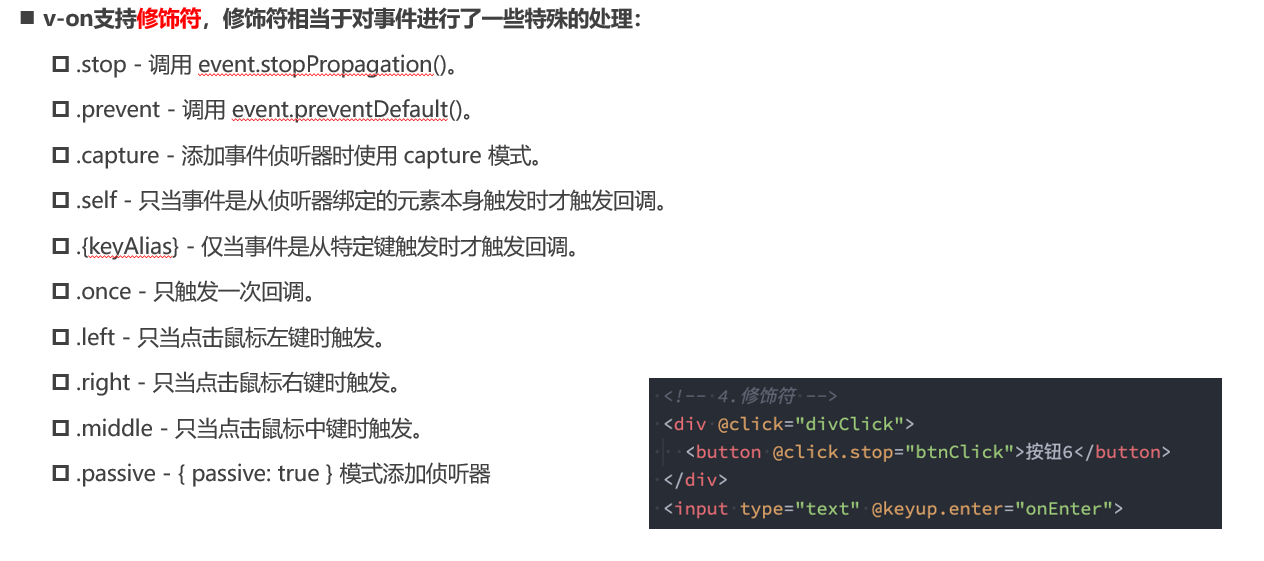 v-on支持修饰符，修饰符相当于对事件进行了一些特殊的处理：
.stop - 调用 event.stopPropagation()。
.prevent - 调用 event.preventDefault()。
.capture - 添加事件侦听器时使用 capture 模式。
.self - 只当事件是从侦听器绑定的元素本身触发时才触发回调。
.{keyAlias} - 仅当事件是从特定键触发时才触发回调。
.once - 只触发一次回调。
.left - 只当点击鼠标左键时触发。
.right - 只当点击鼠标右键时触发。
.middle - 只当点击鼠标中键时触发。
.passive - { passive: true } 模式添加侦听器
<!-- 4.修饰符 -->
<div @click="divClick">
  <button @click.stop="btnClick">按钮6</button>
</div>
<input type="text" @keyup.enter="onEnter">